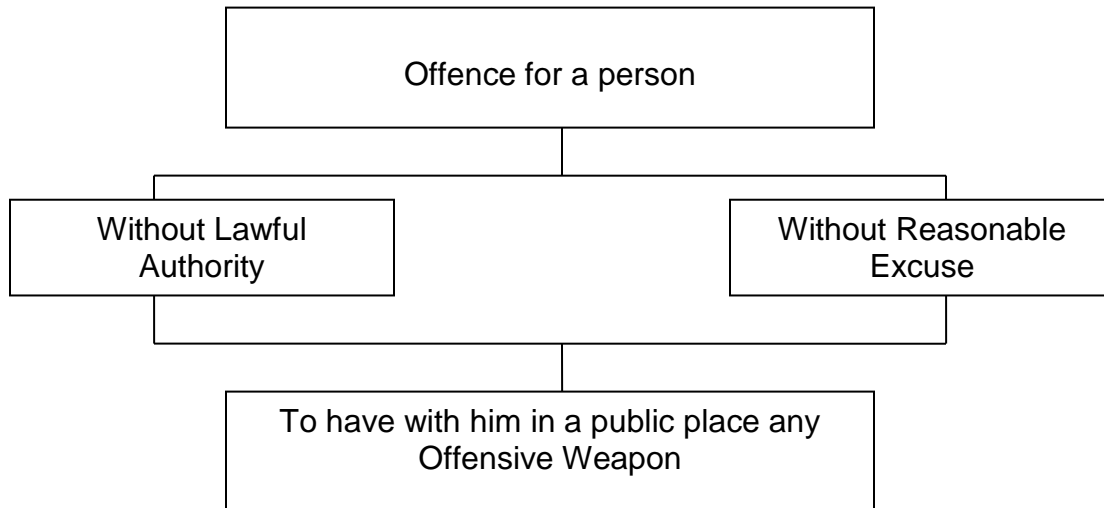 Offence for a person
Without Lawful
Authority
Without Reasonable
Excuse
To have with him in a public place any
Offensive Weapon